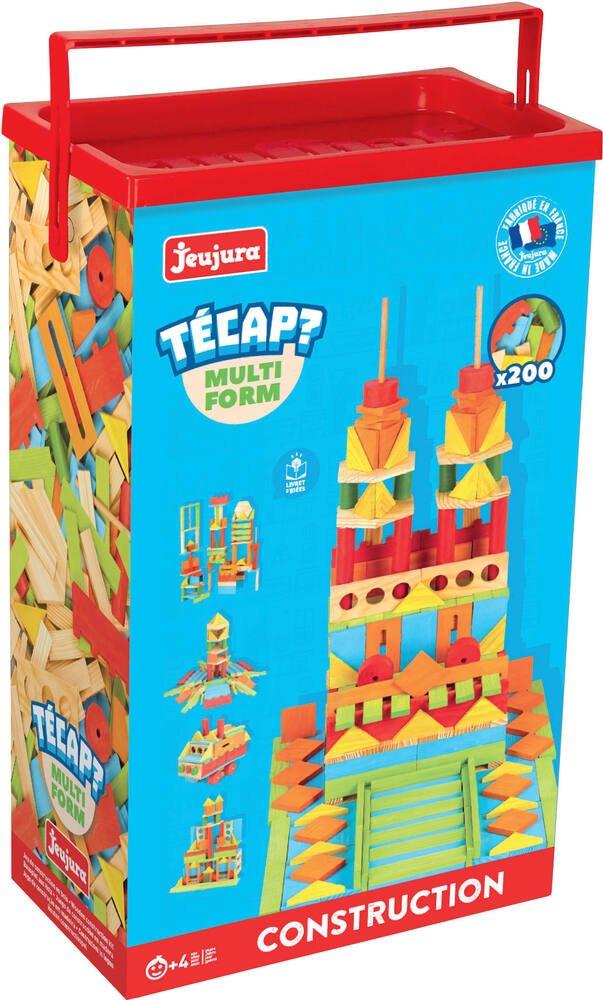 Jeujura
TÉCAP?
MULTI
FORM
FABRIQUÉ EN FRANCE
Jeujura
MADE IN FRANCE
x200
LIVRET
D'IDÉES
TÉCAP?
MULTI
FORM
Jeujura
+4
CONSTRUCTION